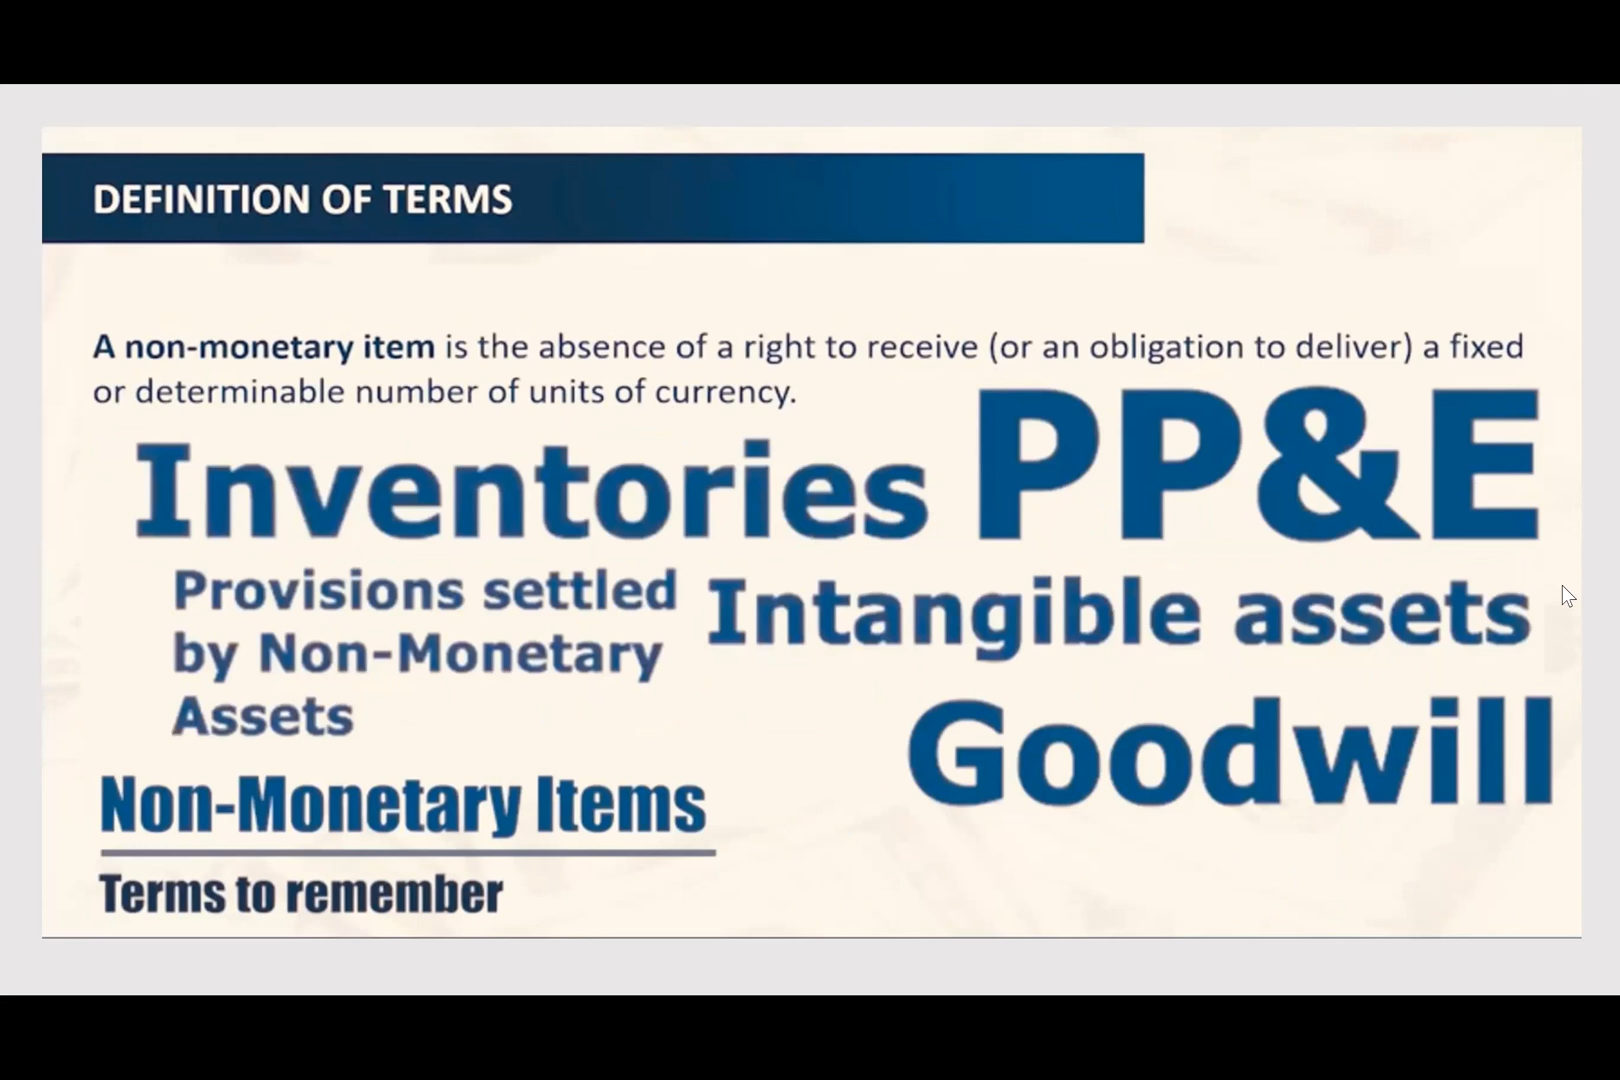 DEFINITION OF TERMS
A non-monetary item is the absence of a right to receive (or an obligation to deliver) a fixed
or determinable number of units of currency.
Inventories PP&E
Provisions settled
by Non-Monetary
Assets
Intangible assets
Goodwill
Non-Monetary Items
Terms to remember